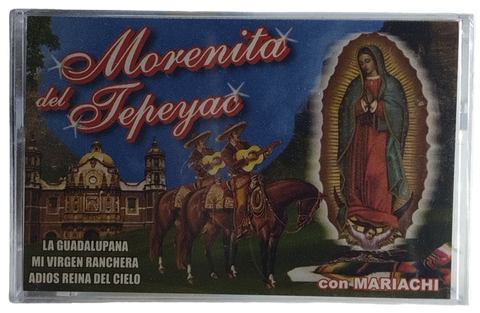 Morenita
del Tepeyac
LA GUADALUPANA
MI VIRGEN RANCHERA
ADIOS REINA DEL CIELO
con MARIACHI